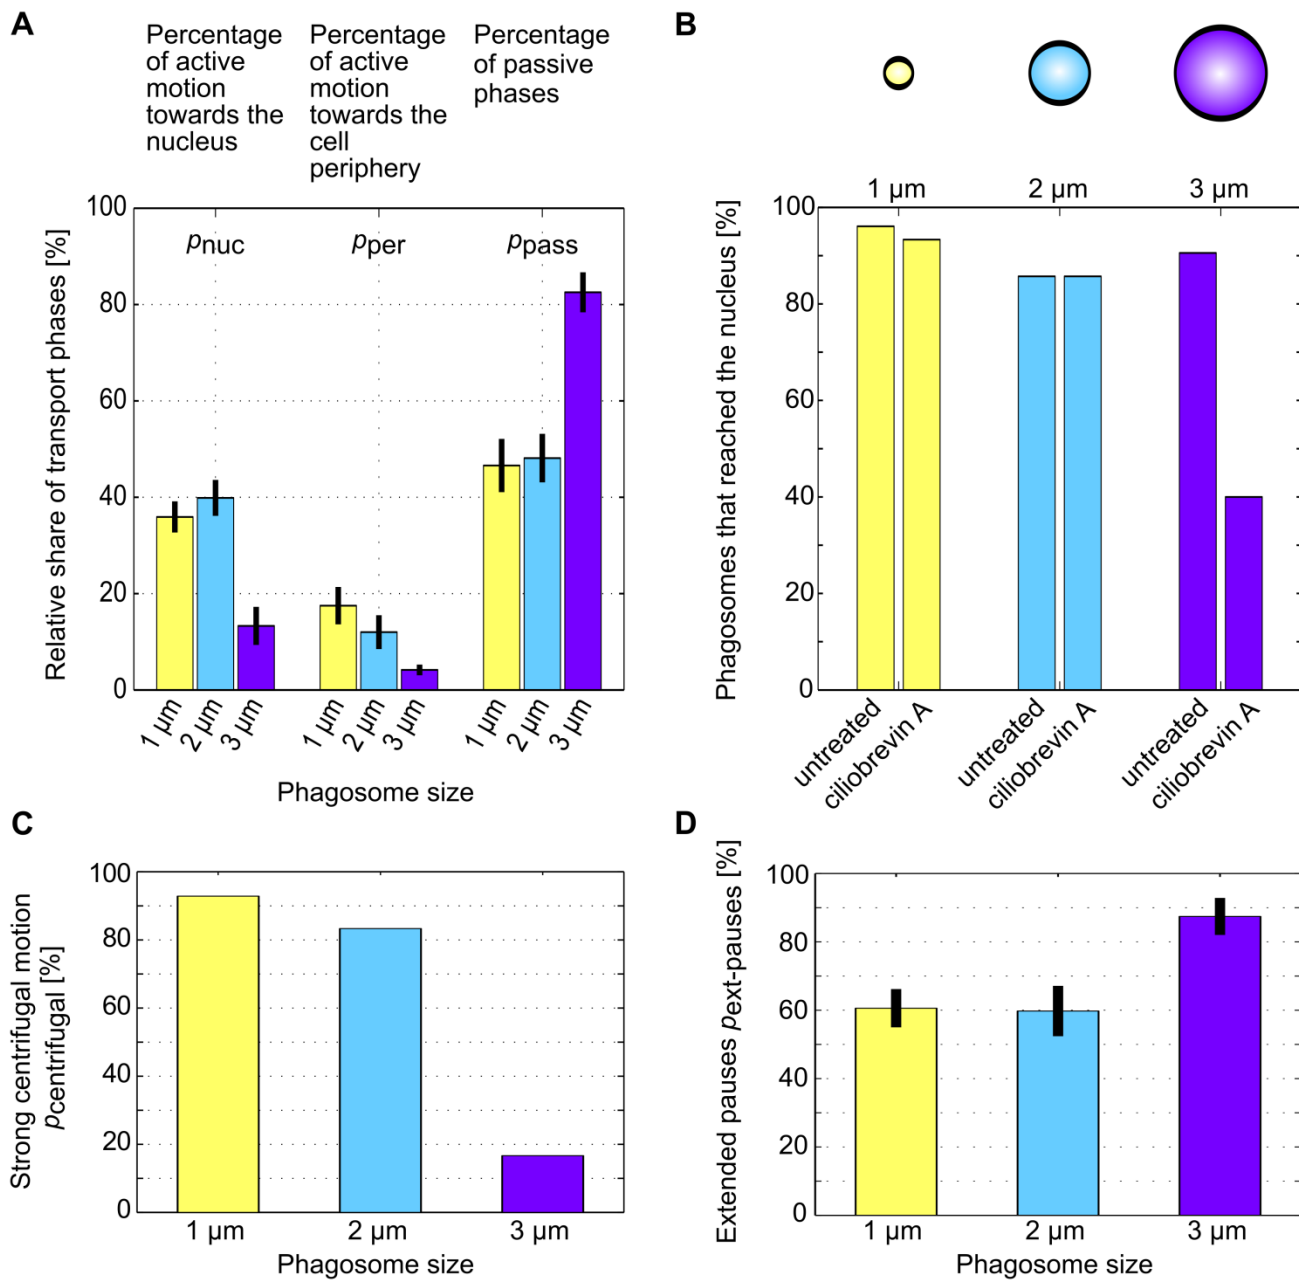 A
Percentage
of active
motion
towards the
nucleus
Percentage
of active
motion
towards the
cell
periphery
Percentage
of passive
phases
Relative share of transport phases [%]
100
80
60
40
20
0
pnuc
pper
ppass
1 µm
2 µm
3 µm
1 µm
2 µm
3 µm
1 µm
2 µm
3 µm
Phagosome size
B
1 µm
2 µm
3 µm
Phagosomes that reached the nucleus [%]
100
80
60
40
20
0
untreated
ciliobrevin A
untreated
ciliobrevin A
untreated
ciliobrevin A
C
Strong centrifugal motion
pcentrifugal [%]
100
80
60
40
20
0
1 µm
2 µm
3 µm
Phagosome size
D
Extended pauses pext-pauses [%]
100
80
60
40
20
0
1 µm
2 µm
3 µm
Phagosome size